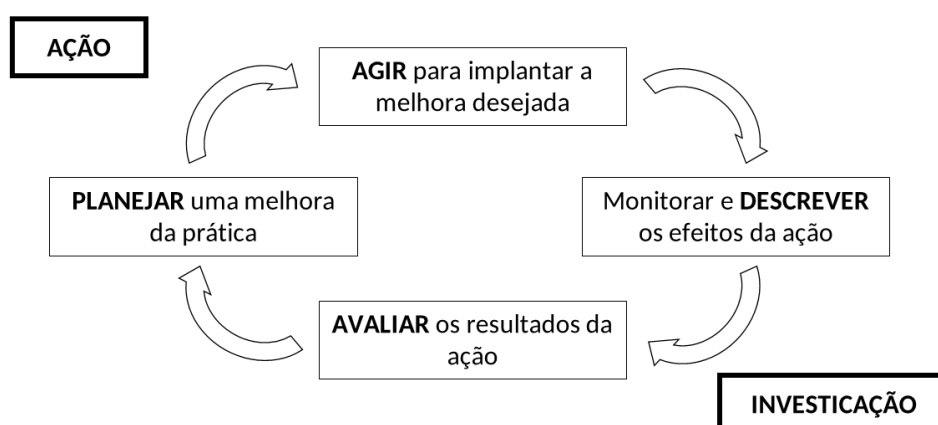 AÇÃO
AGIR para implantar a
melhora desejada
PLANEJAR uma melhora
da prática
Monitorar e DESCREVER
os efeitos da ação
AVALIAR os resultados da
ação
INVESTICAÇÃO